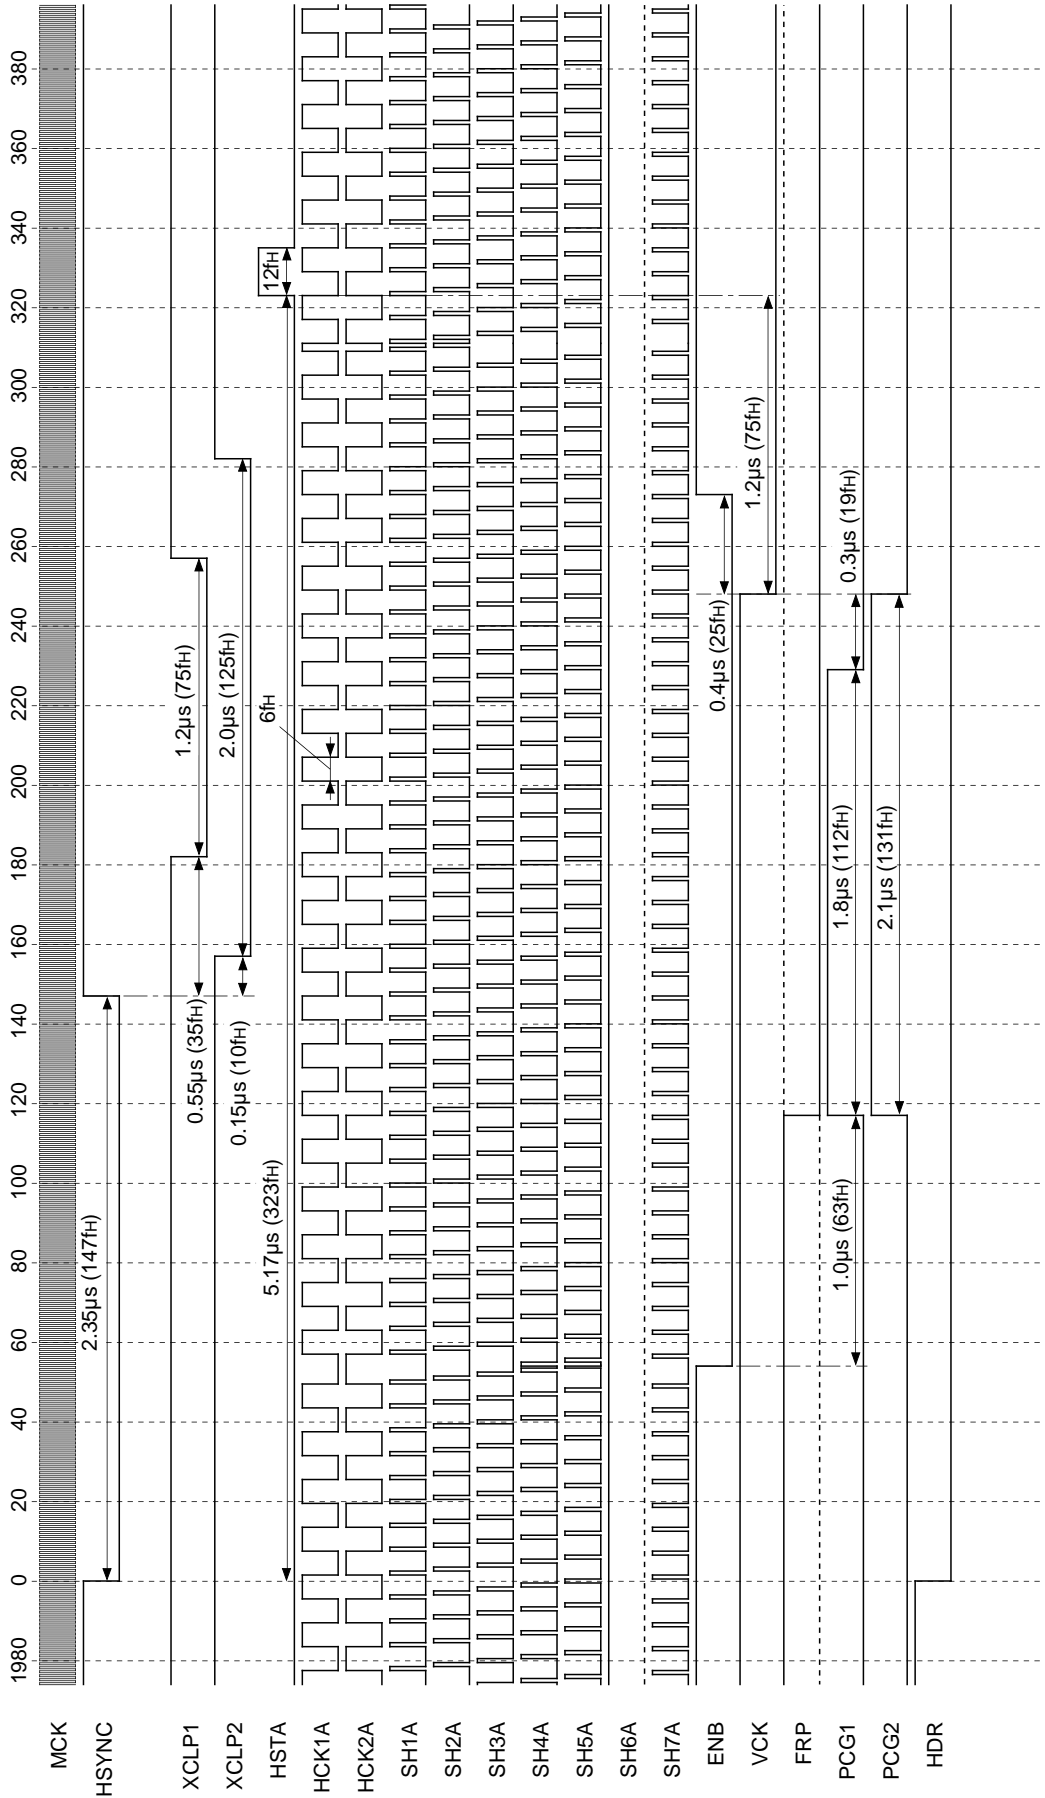 MCK
HSYNC
XCLP1
XCLP2
HSTA
HCK1A
HCK2A
SH1A
SH2A
SH3A
SH4A
SH5A
SH6A
SH7A
ENB
VCK
FRP
PCG1
PCG2
HDR
1980
0
20
40
60
80
100
120
140
160
180
200
220
240
260
280
300
320
340
360
380
2.35µs (147fH)
0.55µs (35fH)
1.2µs (75fH)
0.15µs (10fH)
2.0µs (125fH)
5.17µs (323fH)
12fH
6fH
0.4µs (25fH)
1.2µs (75fH)
1.0µs (63fH)
1.8µs (112fH)
0.3µs (19fH)
2.1µs (131fH)